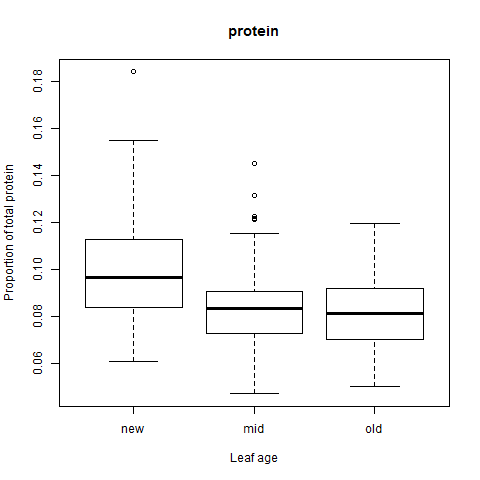 protein
Proportion of total protein
0.18
0.16
0.14
0.12
0.10
0.08
0.06
new mid old
Leaf age